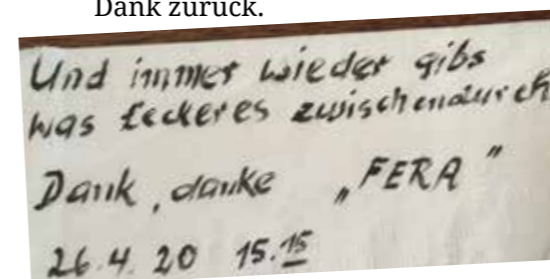 Dank zurück.
Und immer wieder gibs
was leckeres zwischendurch
Dank, danke „FERA"
26.4.20 15.15